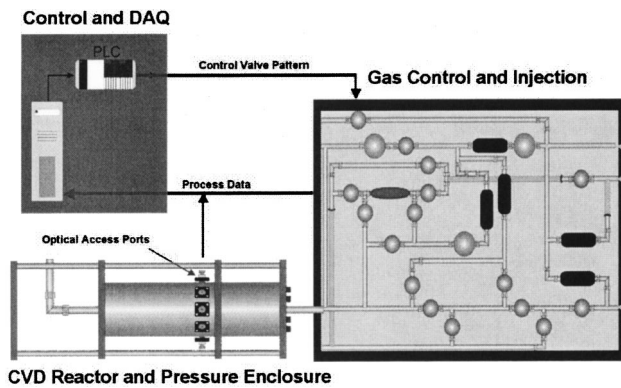 Control and DAQ
PLC
Control Valve Pattern
Gas Control and Injection
Process Data
Optical Access Ports
CVD Reactor and Pressure Enclosure